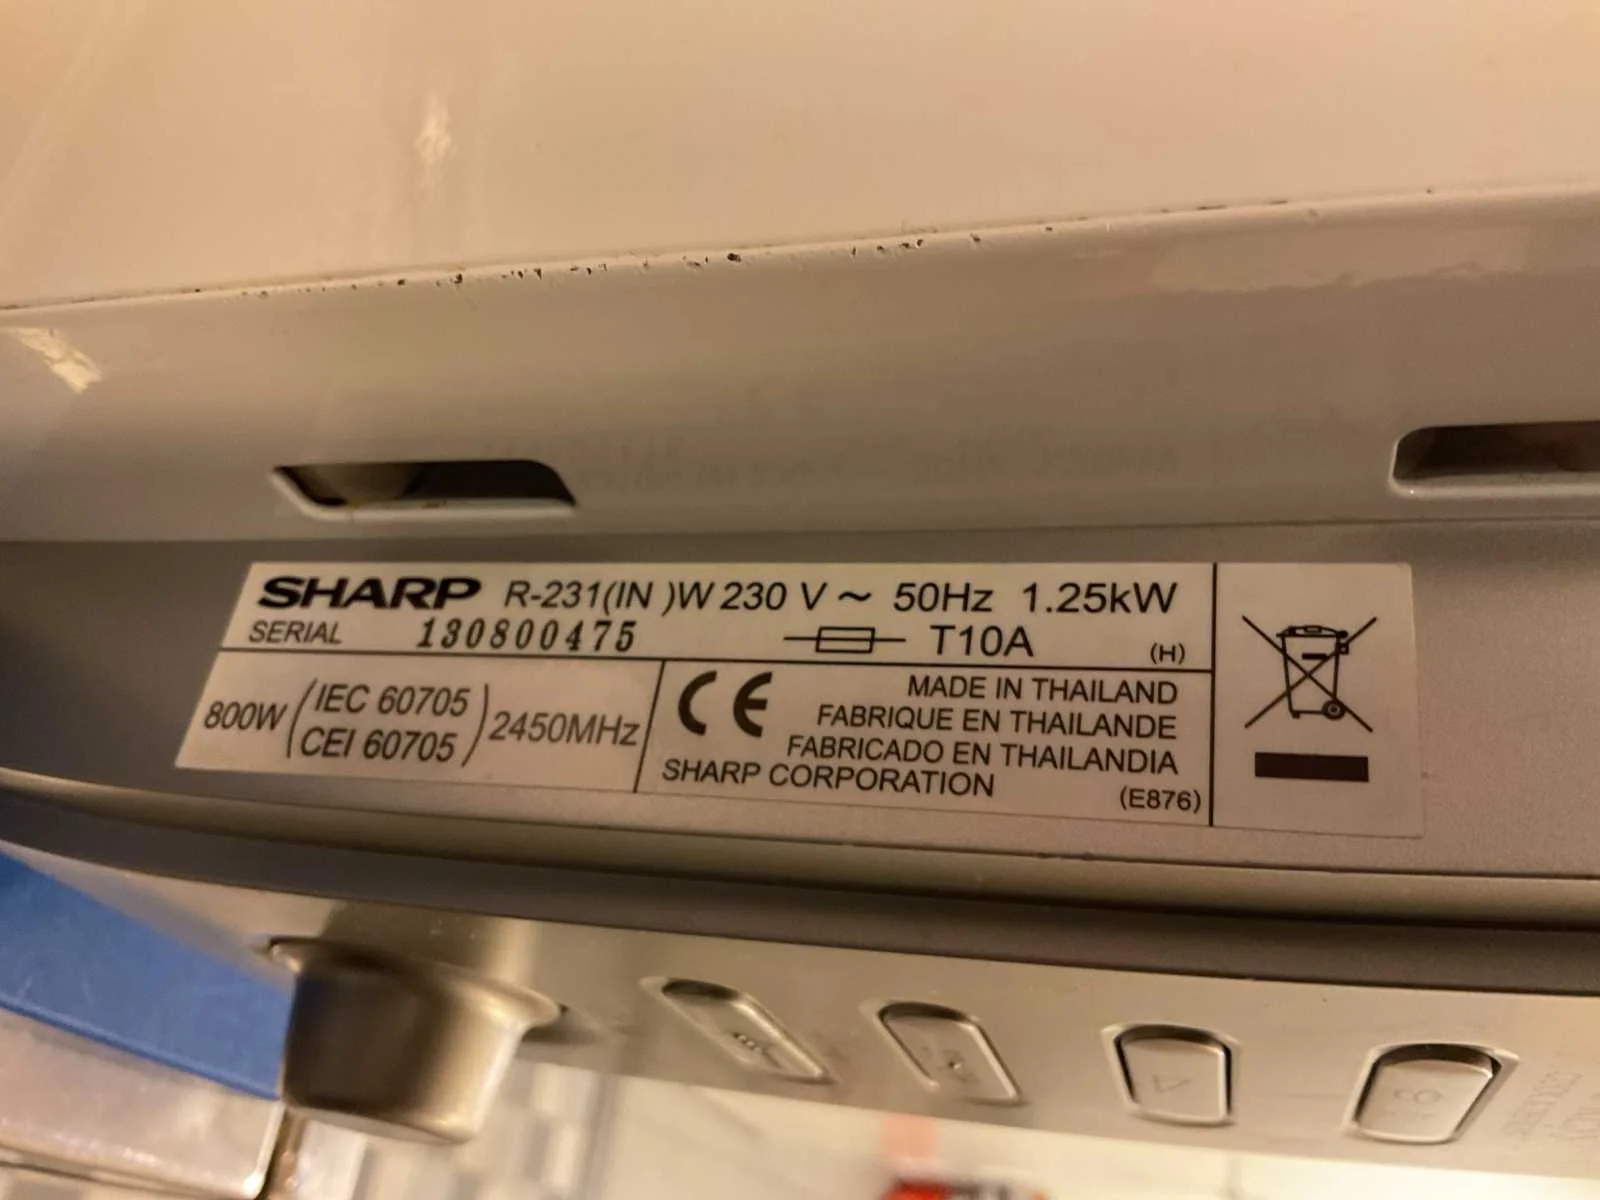 SHARP R-231(IN )W 230 V ~ 50Hz 1.25kW
SERIAL 130800475 T10A (H)
800W (IEC 60705 CEI 60705) 2450MHz
CE
MADE IN THAILAND
FABRIQUE EN THAILANDE
FABRICADO EN THAILANDIA
SHARP CORPORATION
(E876)